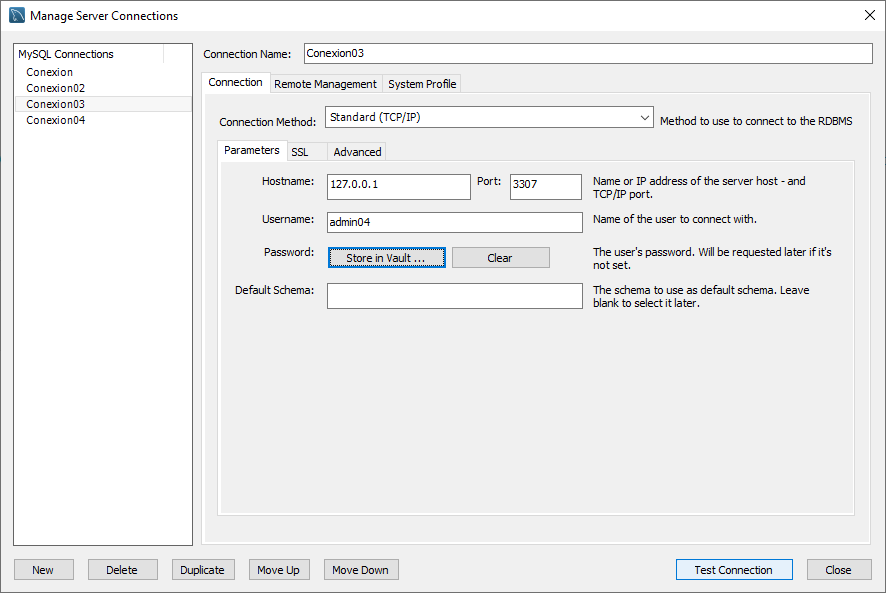 Manage Server Connections
MySQL Connections
Conexion
Conexion02
Conexion03
Conexion04
Connection Name: Conexion03
Connection Remote Management System Profile
Connection Method: Standard (TCP/IP) Method to use to connect to the RDBMS
Parameters SSL Advanced
Hostname: 127.0.0.1 Port: 3307 Name or IP address of the server host - and
TCP/IP port.
Username: admin04 Name of the user to connect with.
Password: Store in Vault ... Clear The user's password. Will be requested later if it's
not set.
Default Schema: The schema to use as default schema. Leave
blank to select it later.
New Delete Duplicate Move Up Move Down Test Connection Close